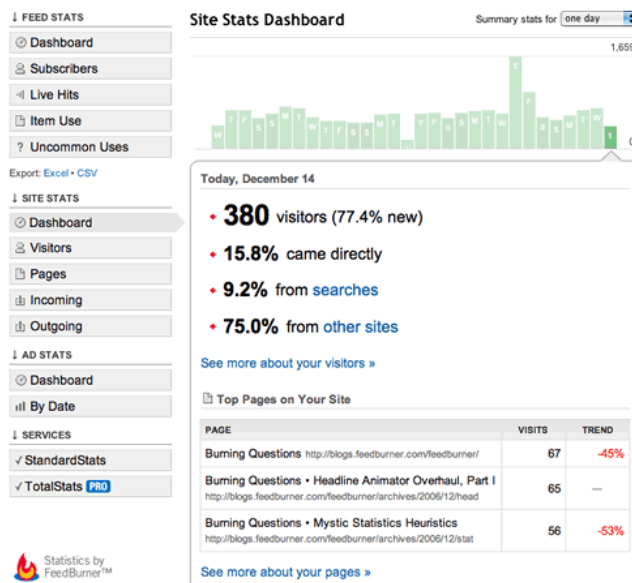 ↓ FEED STATS
Dashboard
Subscribers
Live Hits
Item Use
? Uncommon Uses
Export: Excel • CSV
↓ SITE STATS
Dashboard
Visitors
Pages
Incoming
Outgoing
↓ AD STATS
Dashboard
By Date
↓ SERVICES
✓ StandardStats
✓ TotalStats PRO
Statistics by
FeedBurner™
Site Stats Dashboard
Summary stats for one day
1,659
W T F S S M T W T F S S M T T F S S M T W T F S S M T W T
0
Today, December 14
380 visitors (77.4% new)
15.8% came directly
9.2% from searches
75.0% from other sites
See more about your visitors »
Top Pages on Your Site
PAGE VISITS TREND
Burning Questions http://blogs.feedburner.com/feedburner/ 67 -45%
Burning Questions • Headline Animator Overhaul, Part I
http://blogs.feedburner.com/feedburner/archives/2006/12/head
65 —
Burning Questions • Mystic Statistics Heuristics
http://blogs.feedburner.com/feedburner/archives/2006/12/stat
56 -53%
See more about your pages »